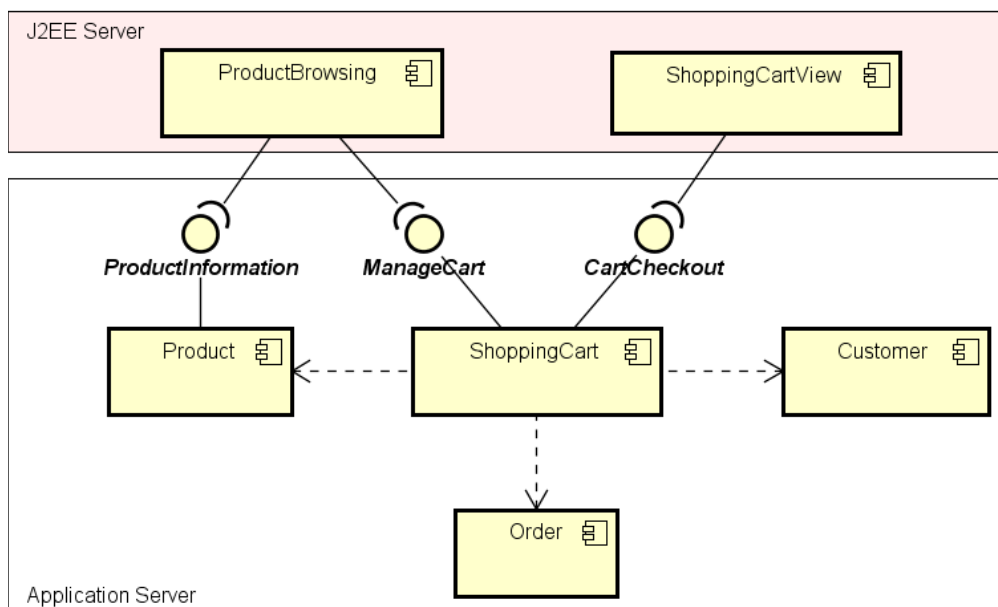 J2EE Server
ProductBrowsing
ShoppingCartView
ProductInformation
ManageCart
CartCheckout
Product
ShoppingCart
Customer
Order
Application Server